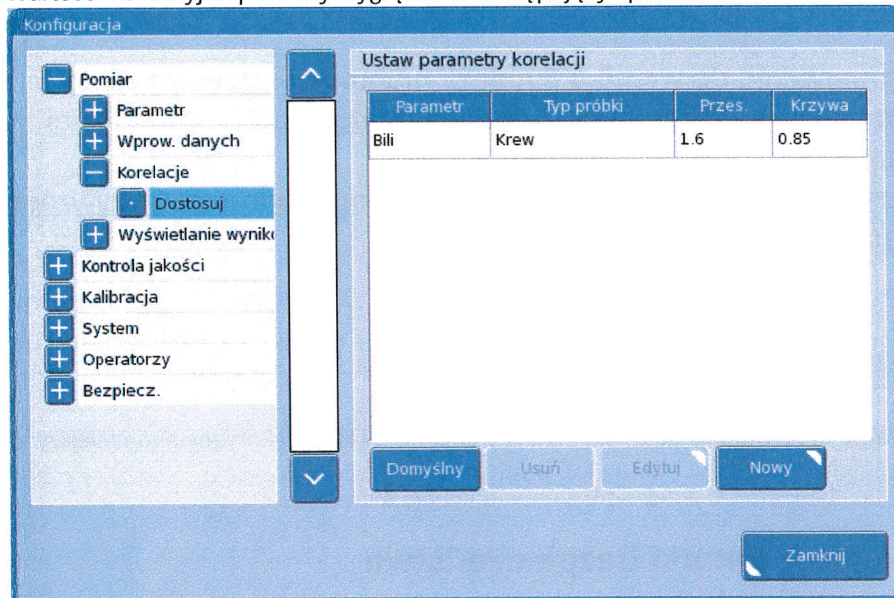 Konfiguracja
Pomiar
Parametr
Wprow. danych
Korelacje
Dostosuj
Wyświetlanie wynik
Kontrola jakości
Kalibracja
System
Operatorzy
Bezpiecz.
Ustaw parametry korelacji
Parametr Typ próbki Przes. Krzywa
Bili Krew 1.6 0.85
Domyślny Usuń Edytuj Nowy
Zamknij